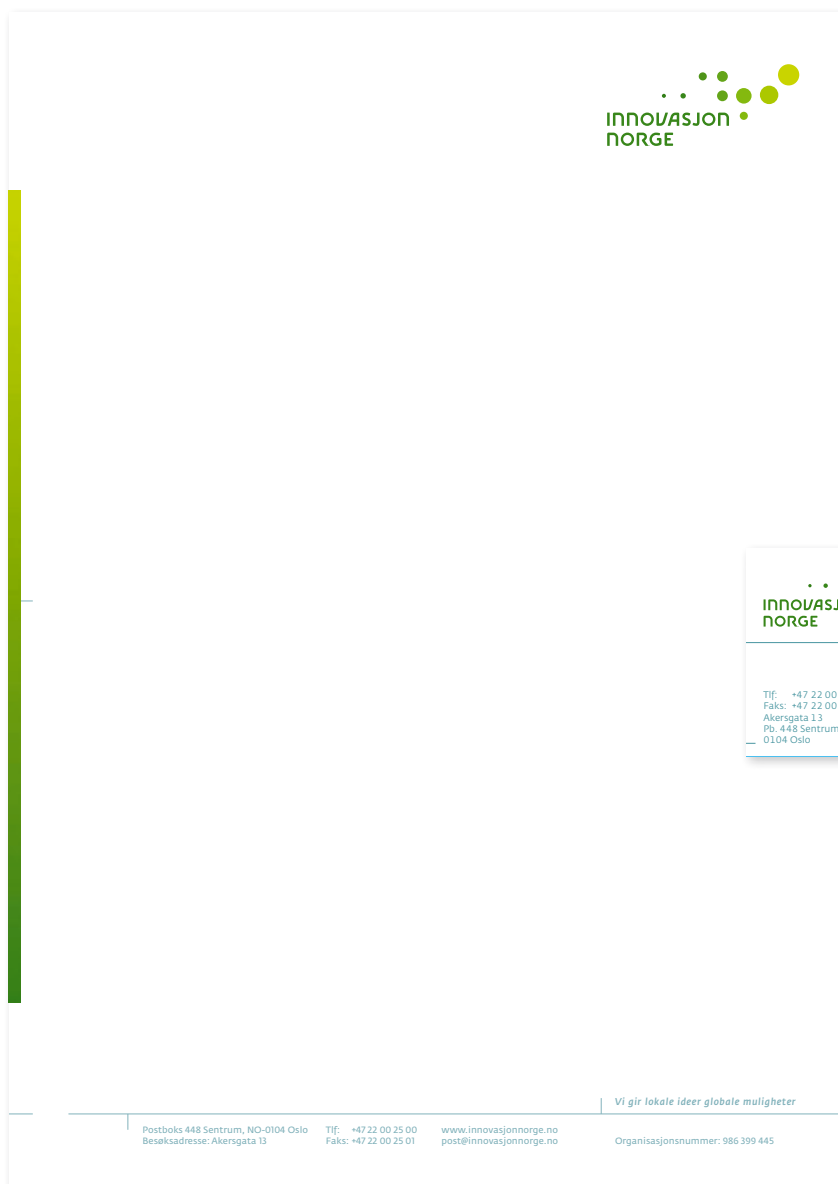 INNOVASJON
NORGE
INNOVASJ
NORGE
Tlf: +47 22 00
Faks: +47 22 00
Akersgata 13
Pb. 448 Sentrum
0104 Oslo
Vi gir lokale ideer globale muligheter
Postboks 448 Sentrum, NO-0104 Oslo Tlf: +47 22 00 25 00 www.innovasjonnorge.no
Besøksadresse: Akersgata 13 Faks: +47 22 00 25 01 post@innovasjonnorge.no Organisasjonsnummer: 986 399 445